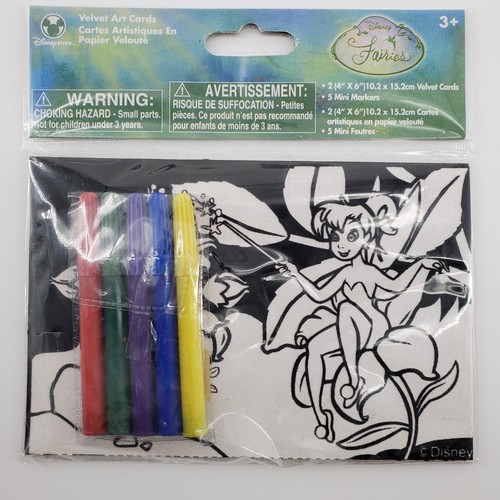 Velvet Art Cards
Cartes Artistiques En
Papier Velouté
Disney STORE
Disney
Fairies
3+
WARNING:
CHOKING HAZARD - Small parts.
Not for children under 3 years.
AVERTISSEMENT:
RISQUE DE SUFFOCATION - Petites
pièces. Ce produit n'est pas recommandé
pour enfants de moins de 3 ans.
• 2 (4" X 6") 10.2 x 15.2cm Velvet Cards
• 5 Mini Markers
• 2 (4" X 6") 10.2 x 15.2cm Cartes
artistiques en papier velouté
• 5 Mini Feutres
© Disney